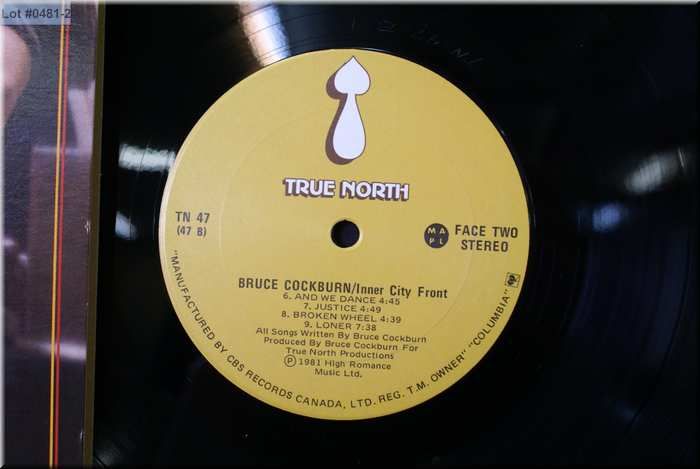 Lot #0481-2
TRUE NORTH
TN 47
(47 B)
M A
P L
FACE TWO
STEREO
BRUCE COCKBURN/Inner City Front
6. AND WE DANCE 4:45
7. JUSTICE 4:49
8. BROKEN WHEEL 4:39
9. LONER 7:38
All Songs Written By Bruce Cockburn
Produced By Bruce Cockburn For
True North Productions
Ⓟ 1981 High Romance
Music Ltd.
"MANUFACTURED BY CBS RECORDS CANADA, LTD. REG. T.M. OWNER" "COLUMBIA"